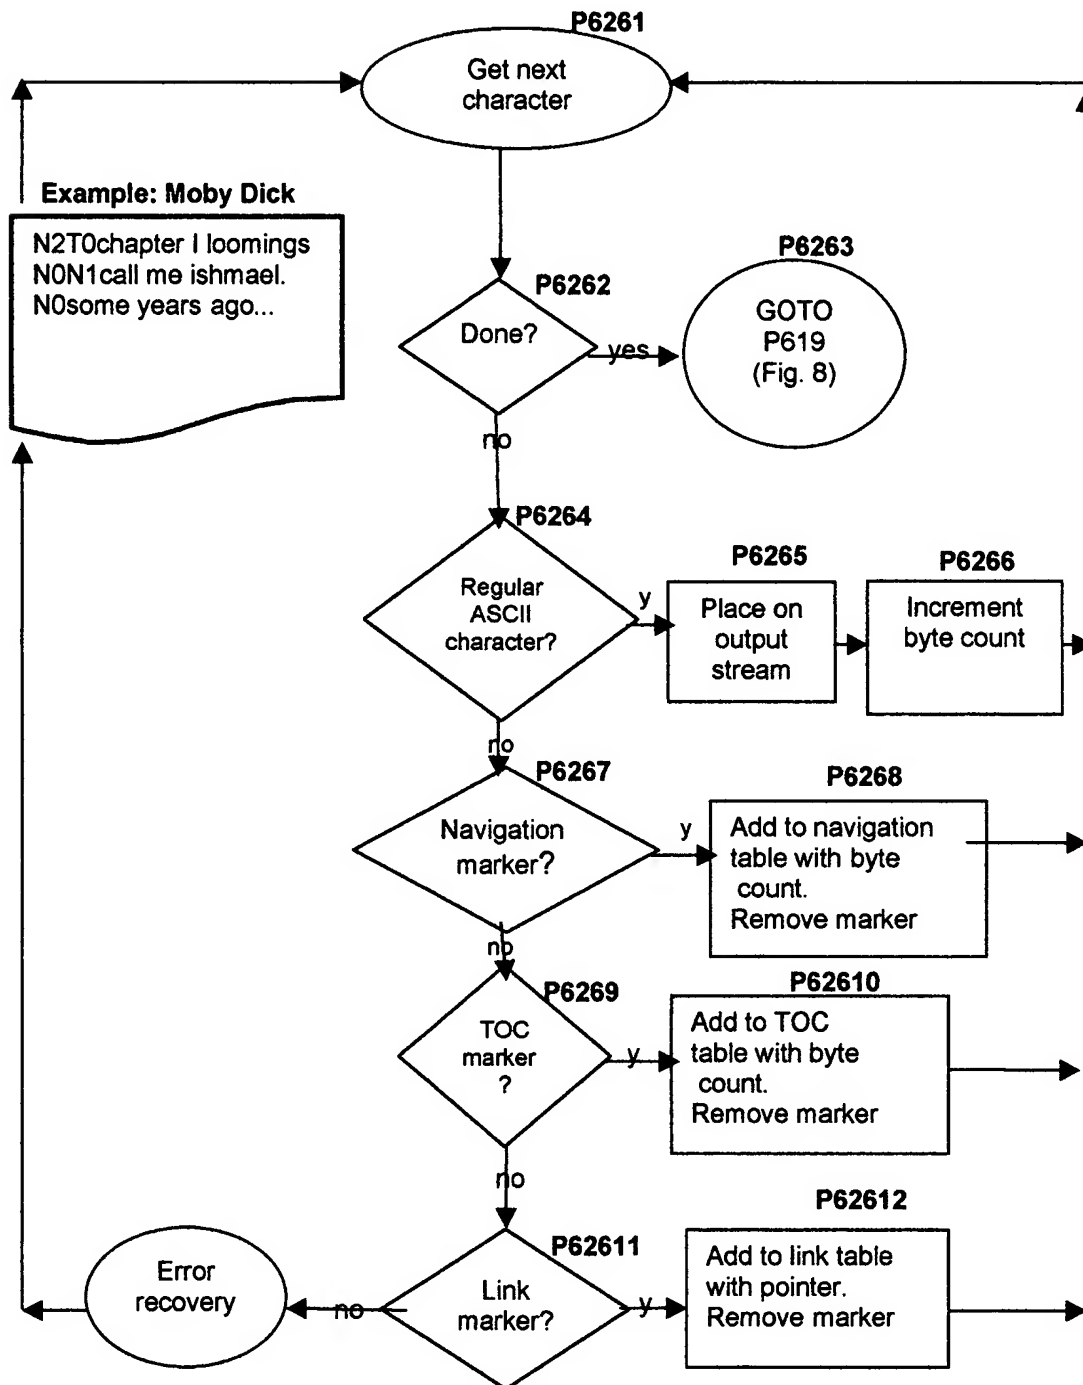 P6261
Get next
character
Example: Moby Dick
N2T0chapter I loomings
N0N1call me ishmael.
N0some years ago...
P6262
Done?
yes
P6263
GOTO
P619
(Fig. 8)
no
P6264
Regular
ASCII
character?
y
P6265
Place on
output
stream
P6266
Increment
byte count
no
P6267
Navigation
marker?
y
P6268
Add to navigation
table with byte
count.
Remove marker
no
P6269
TOC
marker
?
y
P62610
Add to TOC
table with byte
count.
Remove marker
no
P62611
Link
marker?
y
P62612
Add to link table
with pointer.
Remove marker
no
Error
recovery